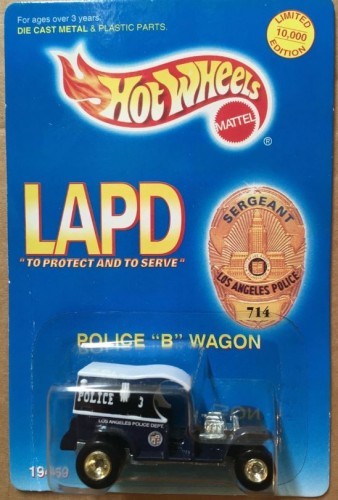 For ages over 3 years.
DIE CAST METAL & PLASTIC PARTS.
LIMITED
10,000
EDITION
Hot Wheels
MATTEL
®
LAPD
"TO PROTECT AND TO SERVE"
SERGEANT
LOS ANGELES POLICE
714
POLICE "B" WAGON
POLICE 3
LOS ANGELES POLICE DEPT.